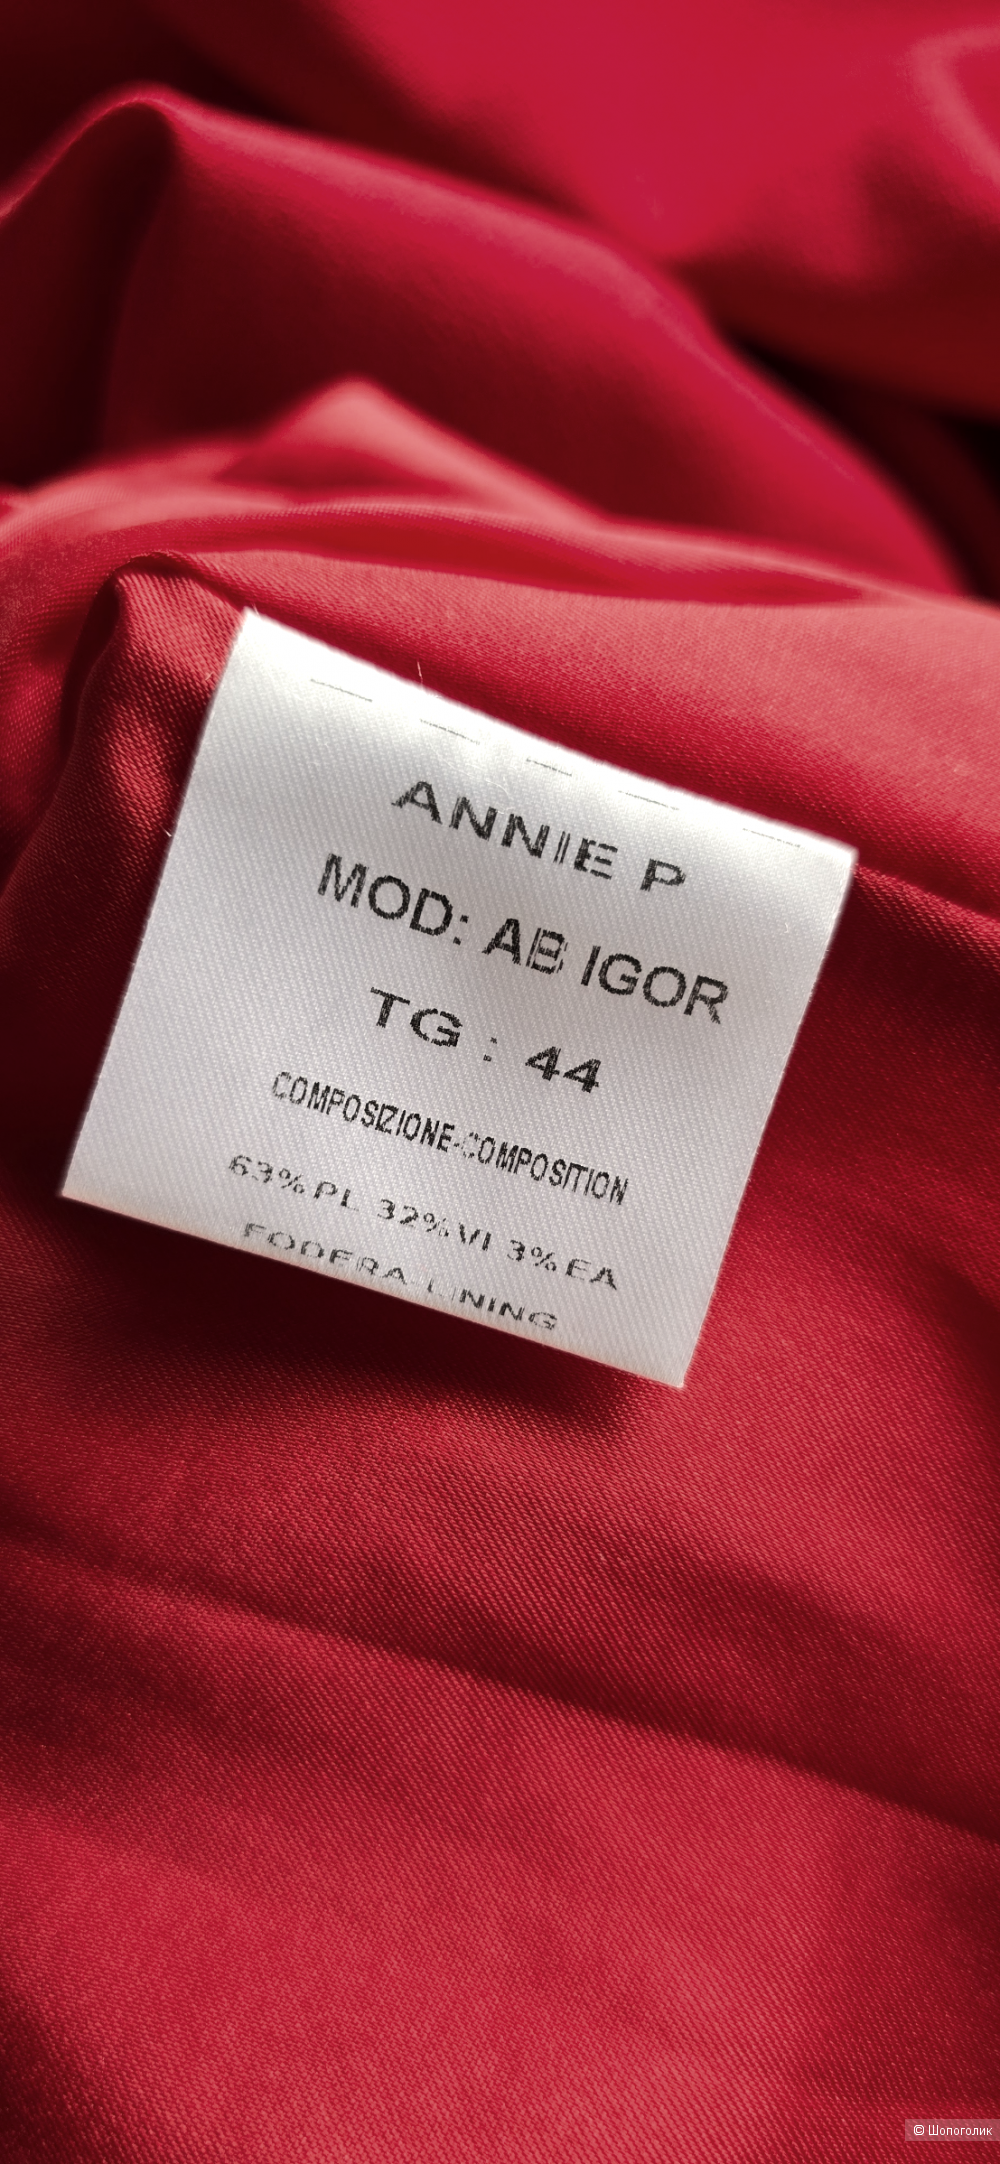 ANNIE P
MOD: AB IGOR
TG : 44
COMPOSIZIONE-COMPOSITION
63%PL 32%VI 3%EA
FODERA-LINING
© Шопоголик